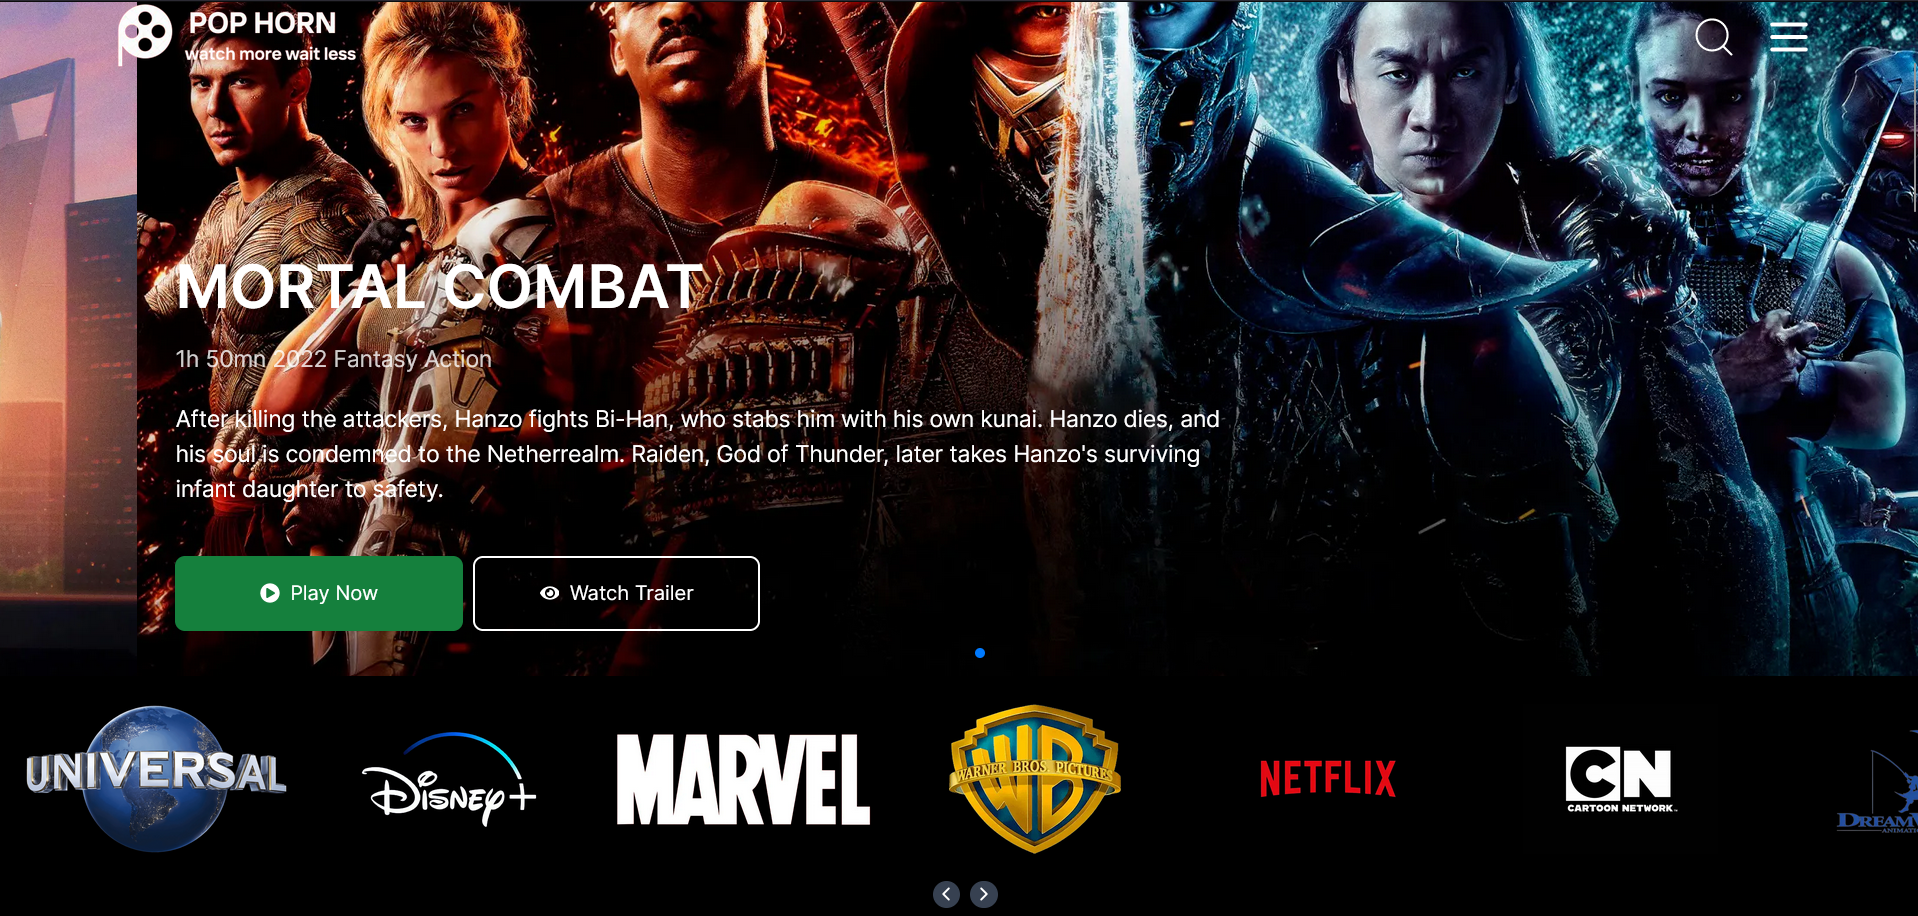 POP HORN
watch more wait less
MORTAL COMBAT
1h 50mn 2022 Fantasy Action
After killing the attackers, Hanzo fights Bi-Han, who stabs him with his own kunai. Hanzo dies, and
his soul is condemned to the Netherrealm. Raiden, God of Thunder, later takes Hanzo's surviving
infant daughter to safety.
Play Now
Watch Trailer
UNIVERSAL
Disney+
MARVEL
WB
WARNER BROS. PICTURES
NETFLIX
CN
CARTOON NETWORK